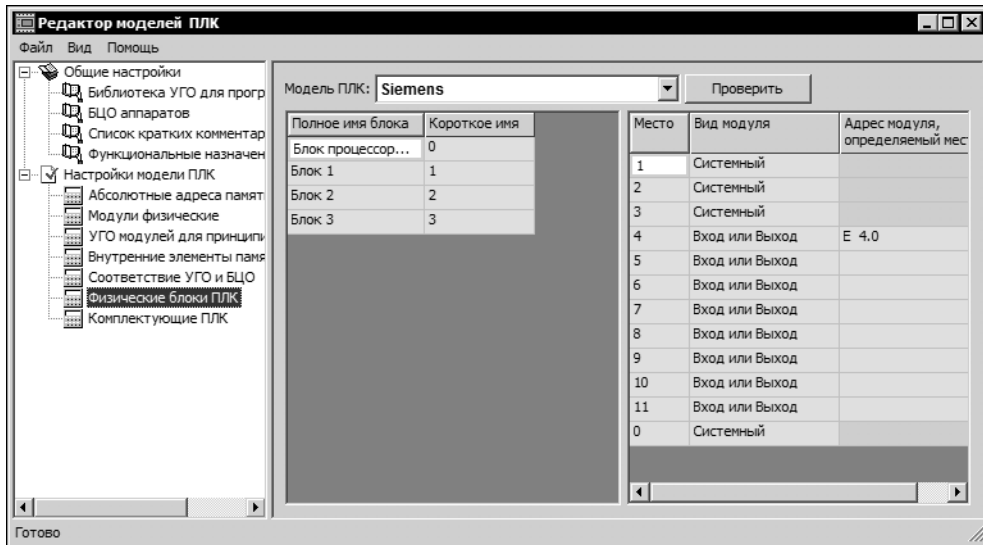 Редактор моделей ПЛК
Файл Вид Помощь
Общие настройки
Библиотека УГО для прогр
БЦО аппаратов
Список кратких комментар
Функциональные назначен
Настройки модели ПЛК
Абсолютные адреса памят
Модули физические
УГО модулей для принципи
Внутренние элементы памя
Соответствие УГО и БЦО
Физические блоки ПЛК
Комплектующие ПЛК
Модель ПЛК: Siemens Проверить
Полное имя блока Короткое имя
Блок процессор... 0
Блок 1 1
Блок 2 2
Блок 3 3
Место Вид модуля Адрес модуля,
определяемый мест
1 Системный
2 Системный
3 Системный
4 Вход или Выход E 4.0
5 Вход или Выход
6 Вход или Выход
7 Вход или Выход
8 Вход или Выход
9 Вход или Выход
10 Вход или Выход
11 Вход или Выход
0 Системный
Готово